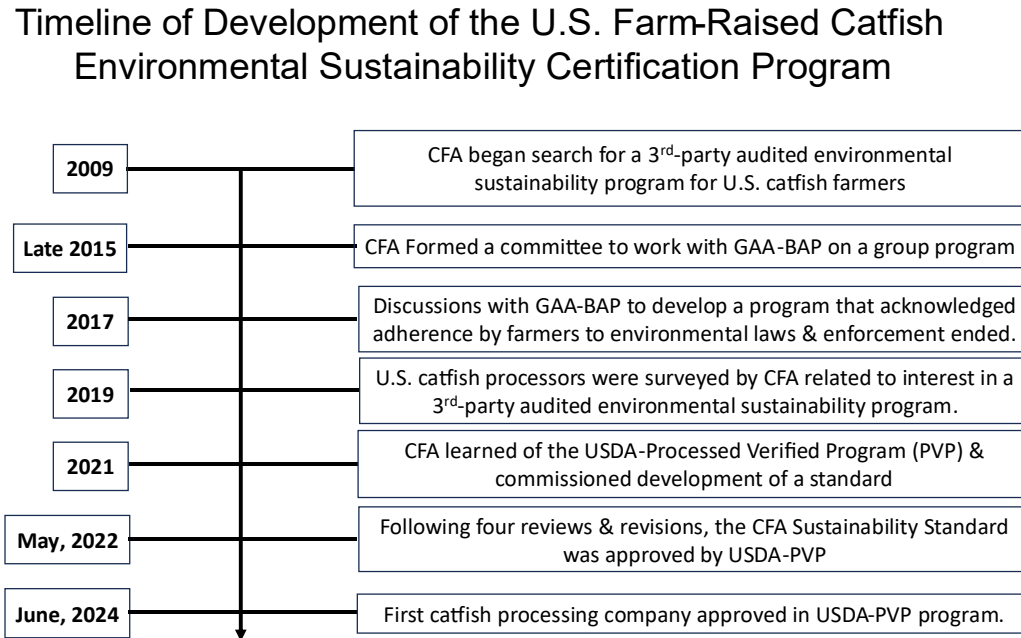 Timeline of Development of the U.S. Farm-Raised Catfish
Environmental Sustainability Certification Program
2009
CFA began search for a 3rd-party audited environmental
sustainability program for U.S. catfish farmers
Late 2015
CFA Formed a committee to work with GAA-BAP on a group program
2017
Discussions with GAA-BAP to develop a program that acknowledged
adherence by farmers to environmental laws & enforcement ended.
2019
U.S. catfish processors were surveyed by CFA related to interest in a
3rd-party audited environmental sustainability program.
2021
CFA learned of the USDA-Processed Verified Program (PVP) &
commissioned development of a standard
May, 2022
Following four reviews & revisions, the CFA Sustainability Standard
was approved by USDA-PVP
June, 2024
First catfish processing company approved in USDA-PVP program.